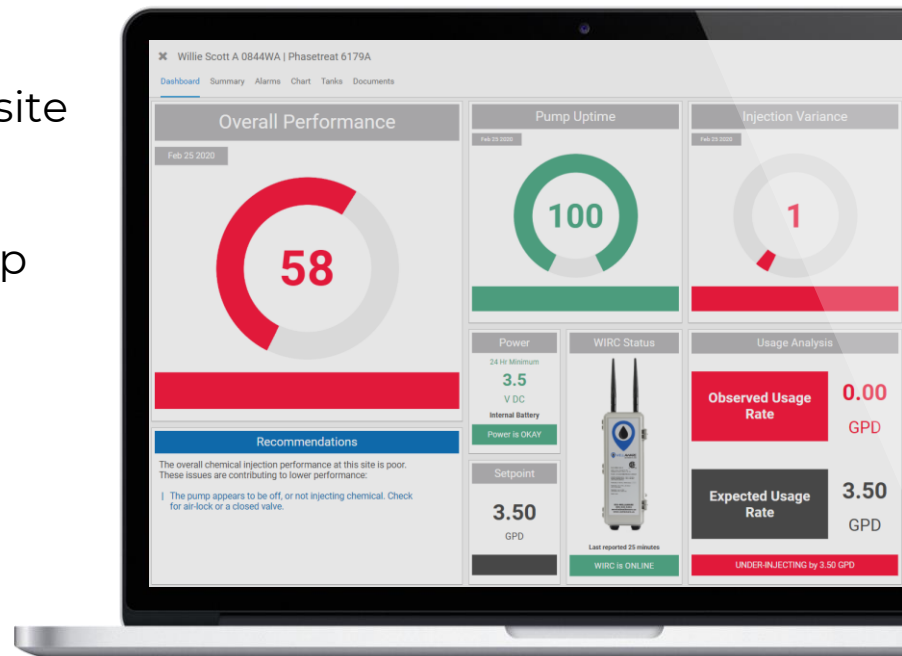 site
p
✖ Willie Scott A 0844WA | Phasetreat 6179A
Dashboard Summary Alarms Chart Tanks Documents
Overall Performance
Feb 25 2020
58
Recommendations
The overall chemical injection performance at this site is poor.
These issues are contributing to lower performance:
| The pump appears to be off, or not injecting chemical. Check
for air-lock or a closed valve.
Pump Uptime
Feb 25 2020
100
Injection Variance
Feb 25 2020
1
Power
24 Hr Minimum
3.5
V DC
Internal Battery
Power is OKAY
Setpoint
3.50
GPD
WIRC Status
Last reported 25 minutes
WIRC is ONLINE
Usage Analysis
Observed Usage
Rate
0.00
GPD
Expected Usage
Rate
3.50
GPD
UNDER-INJECTING by 3.50 GPD